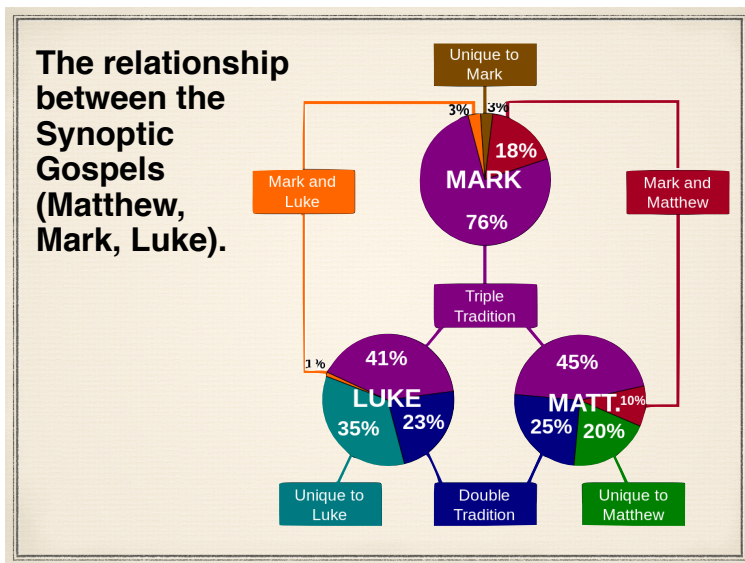 The relationship
between the
Synoptic
Gospels
(Matthew,
Mark, Luke).
Unique to
Mark
3%
3%
18%
MARK
76%
Mark and
Luke
Mark and
Matthew
Triple
Tradition
1 %
41%
LUKE
35%
23%
45%
MATT.
10%
25%
20%
Unique to
Luke
Double
Tradition
Unique to
Matthew